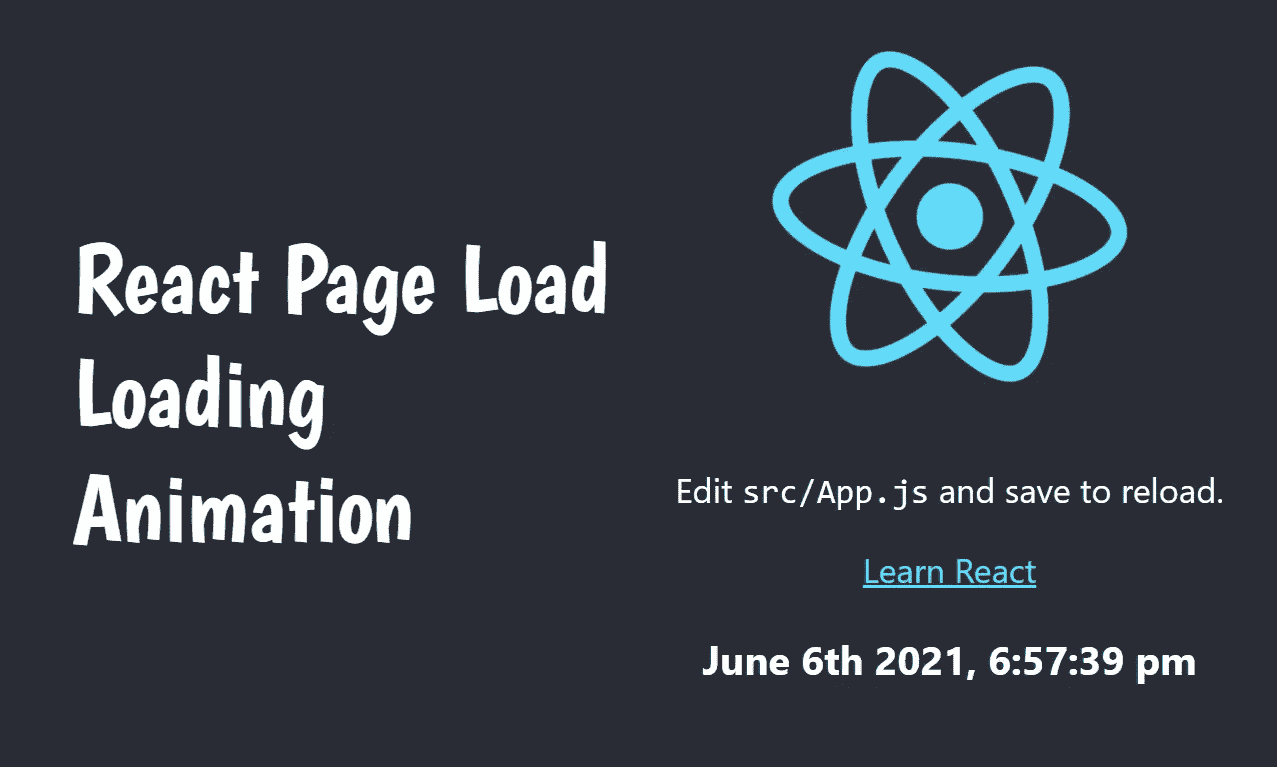 React Page Load
Loading
Animation
Edit src/App.js and save to reload.
Learn React
June 6th 2021, 6:57:39 pm